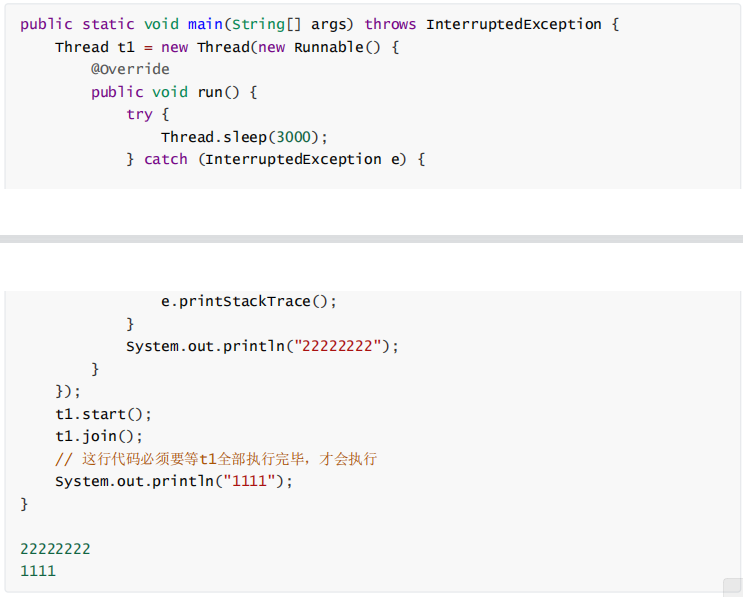 public static void main(String[] args) throws InterruptedException {
    Thread t1 = new Thread(new Runnable() {
        @Override
        public void run() {
            try {
                Thread.sleep(3000);
            } catch (InterruptedException e) {
                e.printStackTrace();
            }
            System.out.println("22222222");
        }
    });
    t1.start();
    t1.join();
    // 这行代码必须要等t1全部执行完毕，才会执行
    System.out.println("1111");
}
22222222
1111